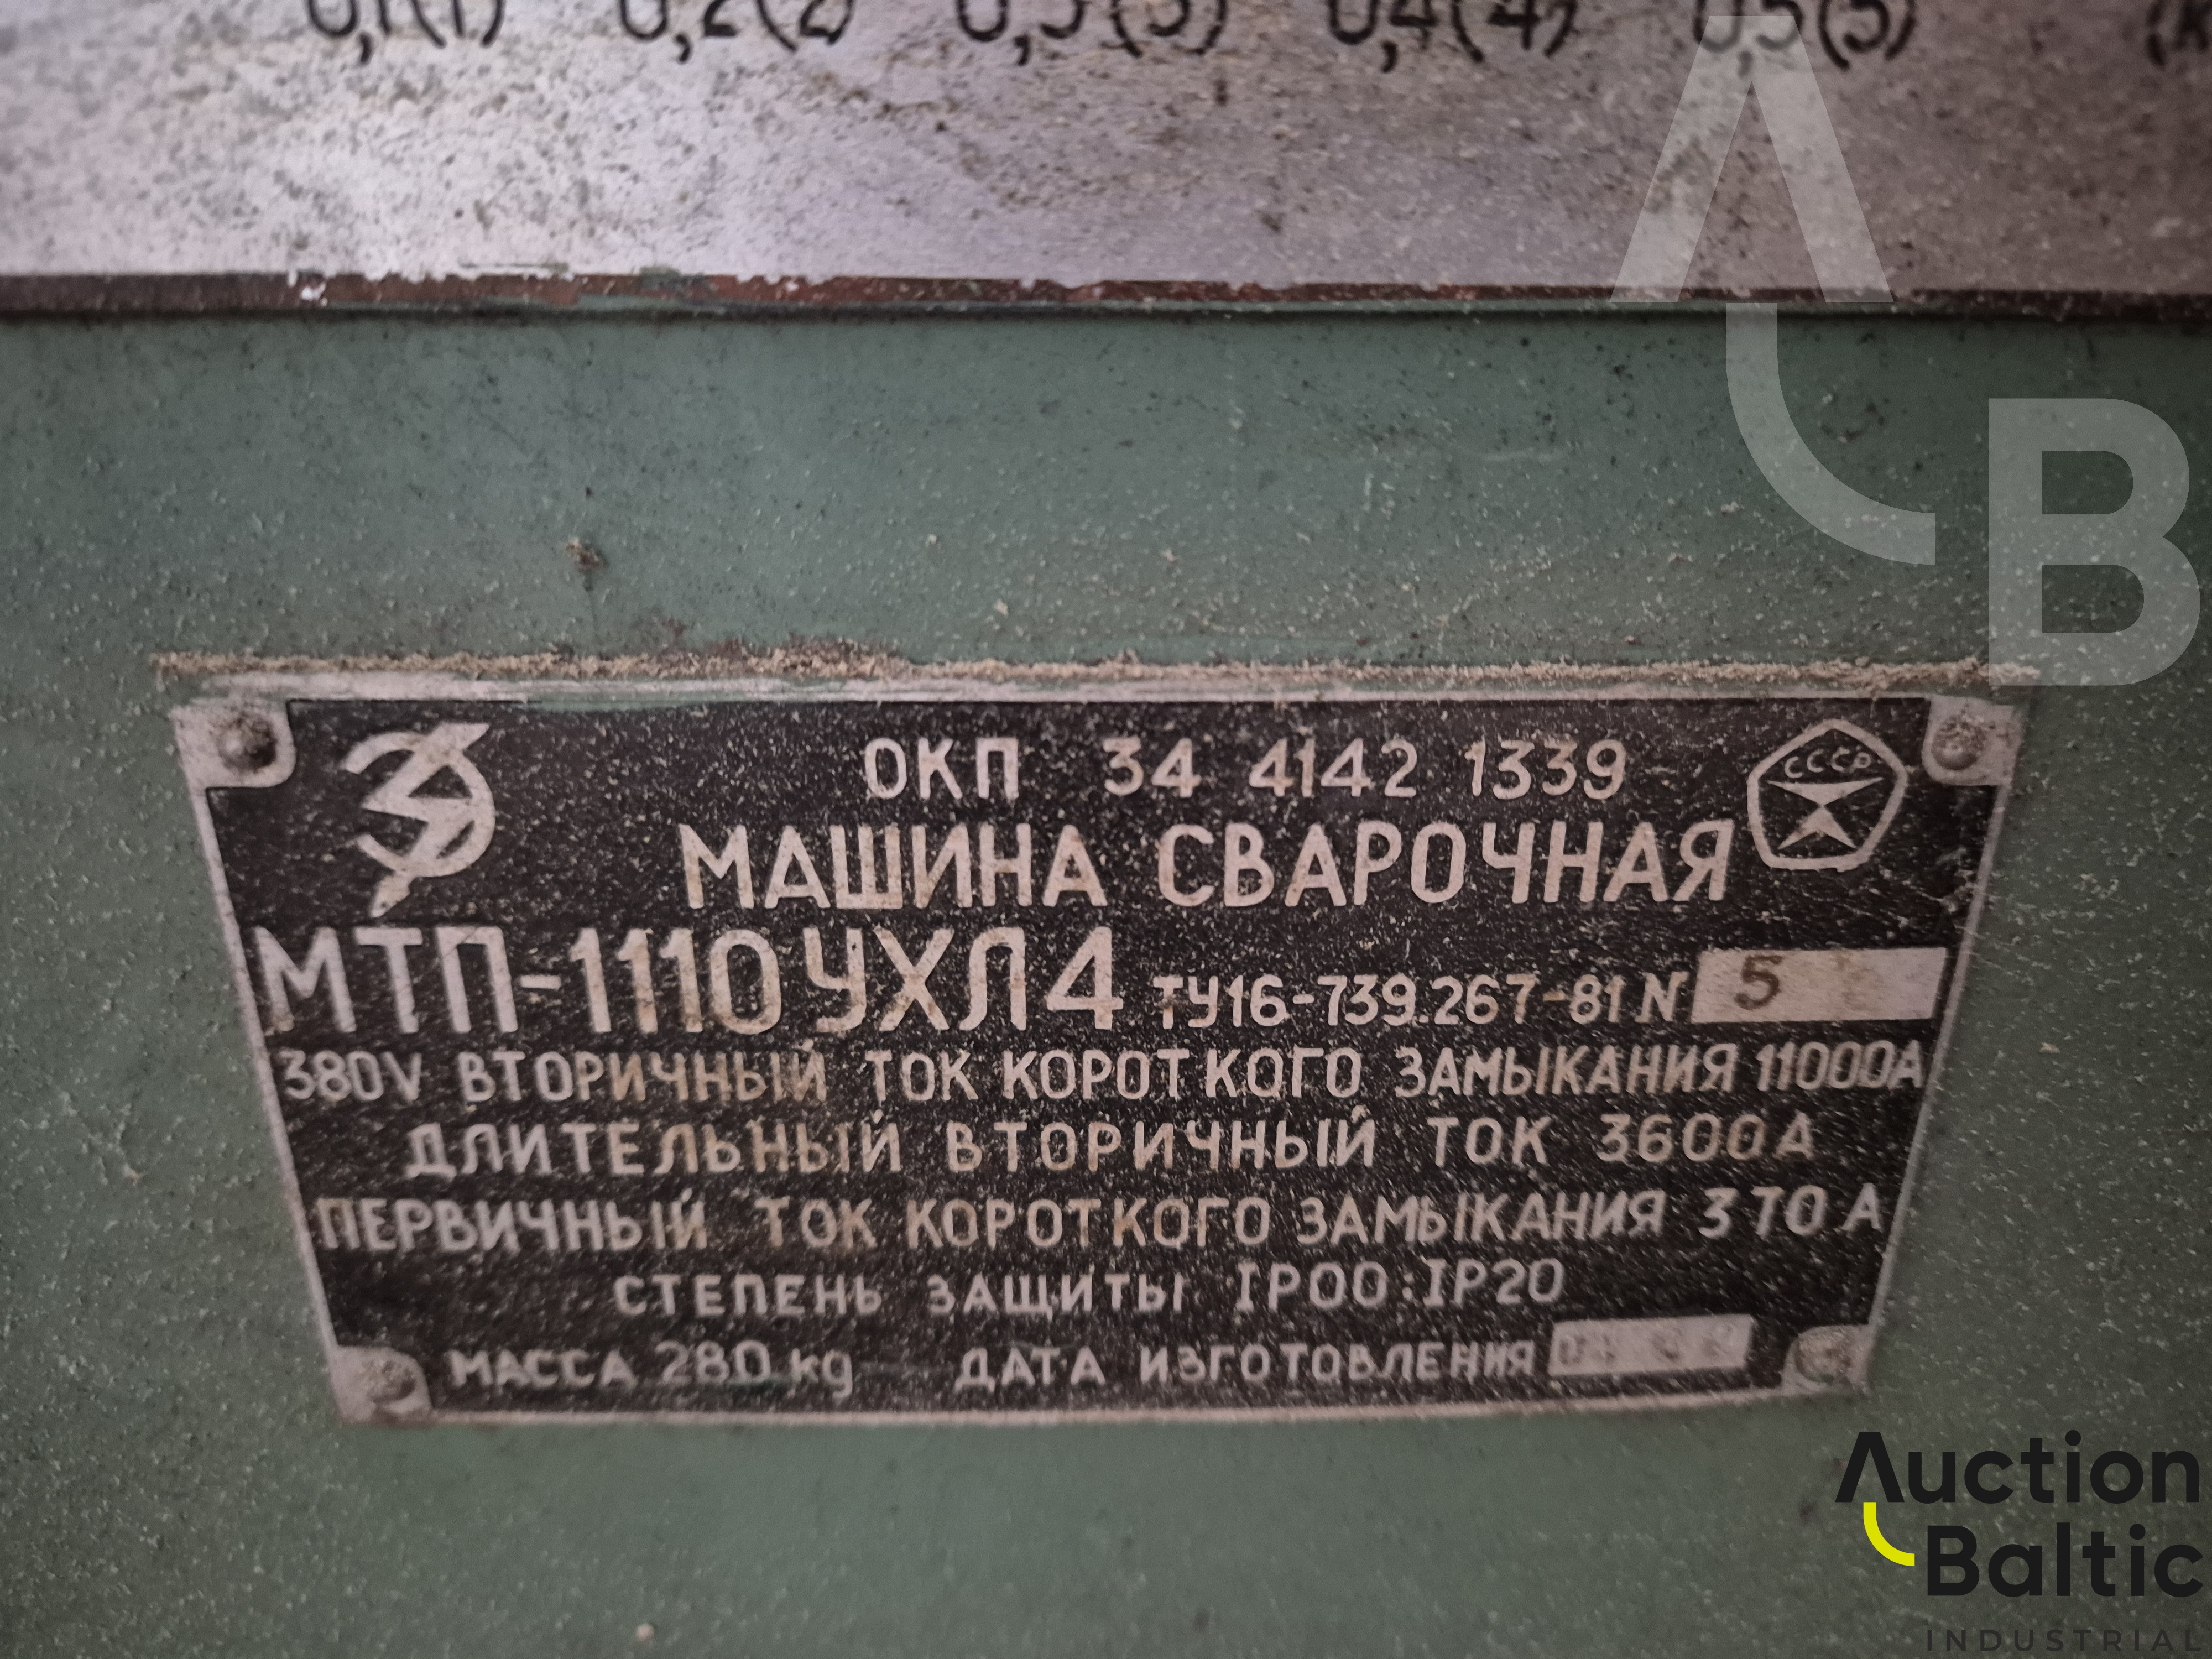 0,1(1) 0,2(2) 0,3(3) 0,4(4) 0,5(5)
ОКП 34 4142 1339
СССР
МАШИНА СВАРОЧНАЯ
МТП-1110 УХЛ4 ТУ16-739.267-81 N 5
380V ВТОРИЧНЫЙ ТОК КОРОТКОГО ЗАМЫКАНИЯ 11000А
ДЛИТЕЛЬНЫЙ ВТОРИЧНЫЙ ТОК 3600А
ПЕРВИЧНЫЙ ТОК КОРОТКОГО ЗАМЫКАНИЯ 370 А
СТЕПЕНЬ ЗАЩИТЫ IP00:IP20
МАССА 280 kg ДАТА ИЗГОТОВЛЕНИЯ
AB
Auction
Baltic
INDUSTRIAL